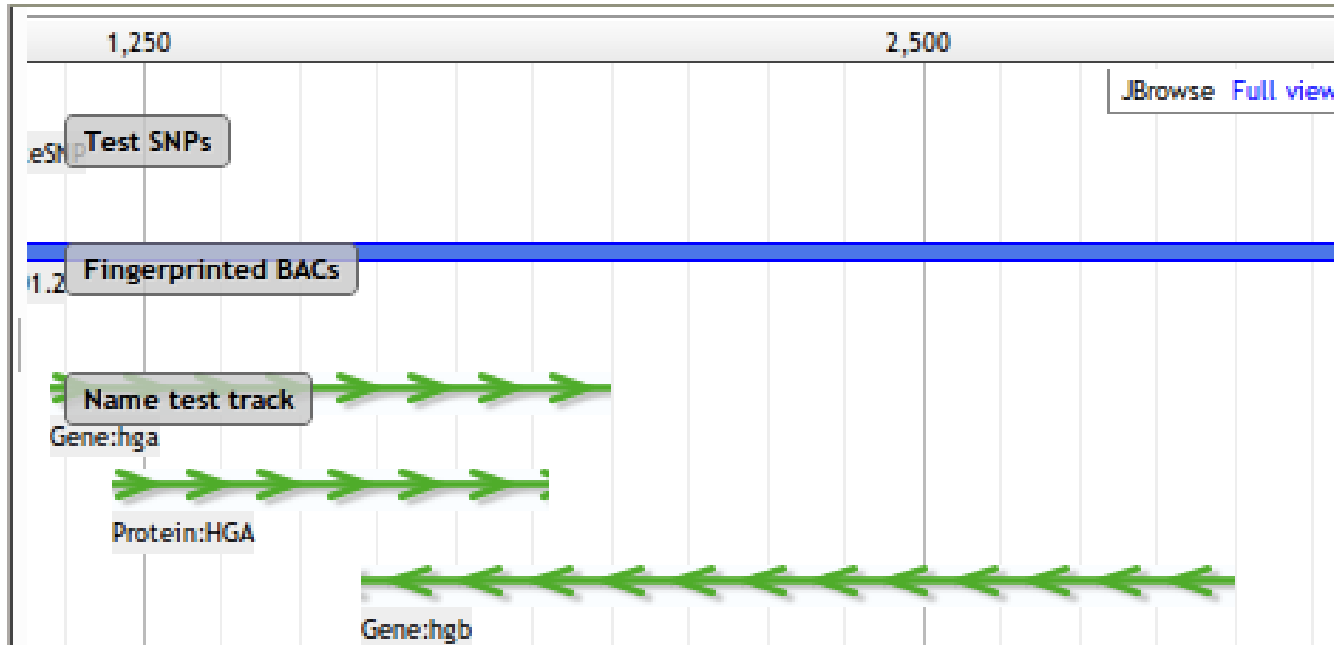 1,250 2,500
JBrowse Full view
Test SNPs
Fingerprinted BACs
Name test track
Gene:hga
Protein:HGA
Gene:hgb